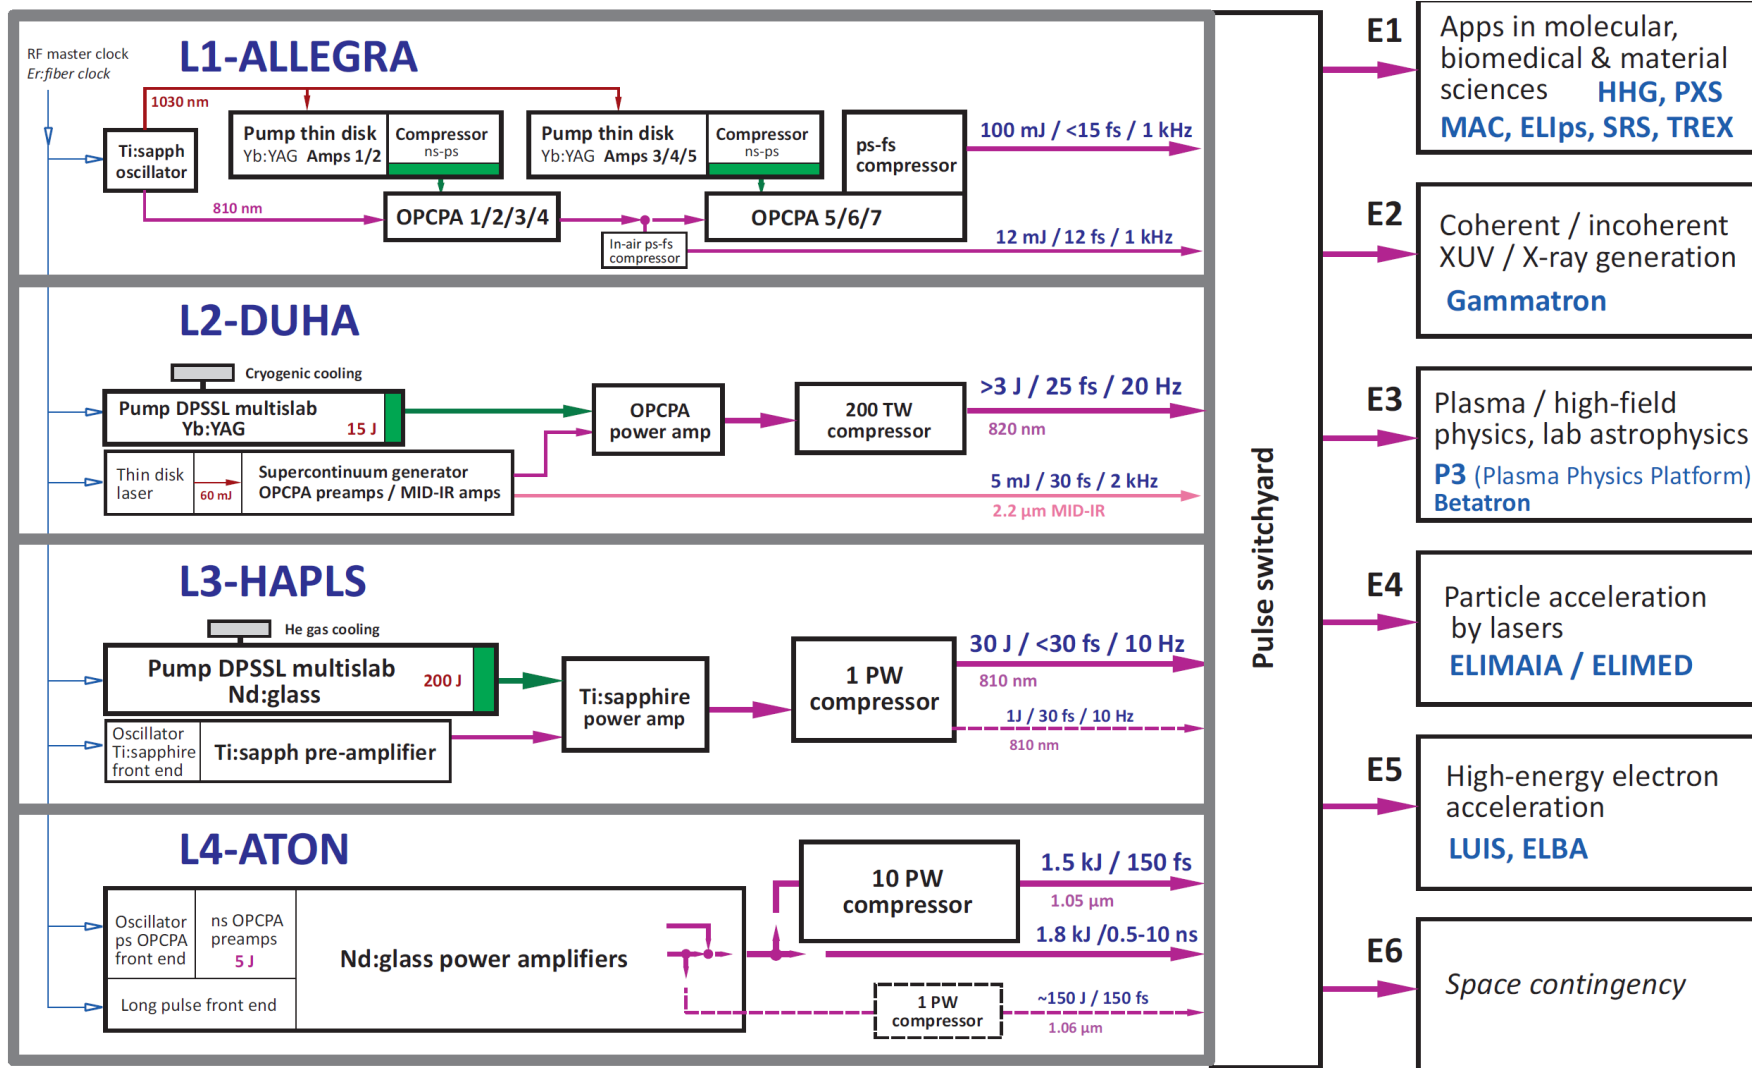 RF master clock
Er:fiber clock
L1-ALLEGRA
1030 nm
Ti:sapph
oscillator
Pump thin disk
Yb:YAG Amps 1/2
Compressor
ns-ps
Pump thin disk
Yb:YAG Amps 3/4/5
Compressor
ns-ps
ps-fs
compressor
100 mJ / <15 fs / 1 kHz
810 nm
OPCPA 1/2/3/4
OPCPA 5/6/7
In-air ps-fs
compressor
12 mJ / 12 fs / 1 kHz
L2-DUHA
Cryogenic cooling
Pump DPSSL multislab
Yb:YAG
15 J
OPCPA
power amp
200 TW
compressor
>3 J / 25 fs / 20 Hz
820 nm
Thin disk
laser
60 mJ
Supercontinuum generator
OPCPA preamps / MID-IR amps
5 mJ / 30 fs / 2 kHz
2.2 μm MID-IR
L3-HAPLS
He gas cooling
Pump DPSSL multislab
Nd:glass
200 J
Ti:sapphire
power amp
1 PW
compressor
30 J / <30 fs / 10 Hz
810 nm
1J / 30 fs / 10 Hz
810 nm
Oscillator
Ti:sapphire
front end
Ti:sapph pre-amplifier
L4-ATON
Oscillator
ps OPCPA
front end
ns OPCPA
preamps
5 J
Long pulse front end
Nd:glass power amplifiers
10 PW
compressor
1.5 kJ / 150 fs
1.05 μm
1.8 kJ /0.5-10 ns
1 PW
compressor
~150 J / 150 fs
1.06 μm
Pulse switchyard
E1
Apps in molecular,
biomedical & material
sciences HHG, PXS
MAC, ELIps, SRS, TREX
E2
Coherent / incoherent
XUV / X-ray generation
Gammatron
E3
Plasma / high-field
physics, lab astrophysics
P3 (Plasma Physics Platform)
Betatron
E4
Particle acceleration
by lasers
ELIMAIA / ELIMED
E5
High-energy electron
acceleration
LUIS, ELBA
E6
Space contingency